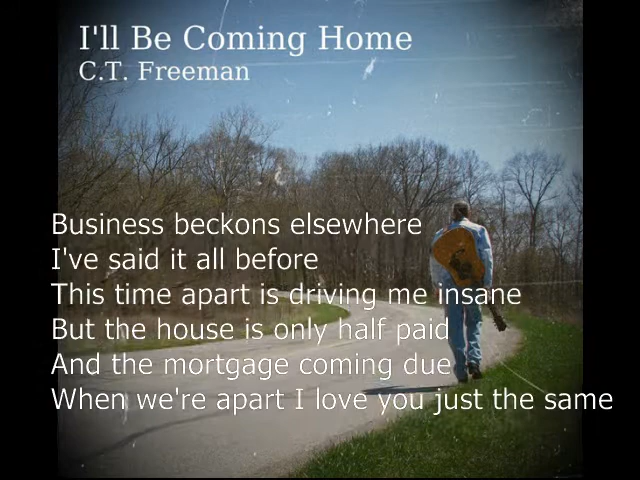 I'll Be Coming Home
C.T. Freeman
Business beckons elsewhere
I've said it all before
This time apart is driving me insane
But the house is only half paid
And the mortgage coming due
When we're apart I love you just the same